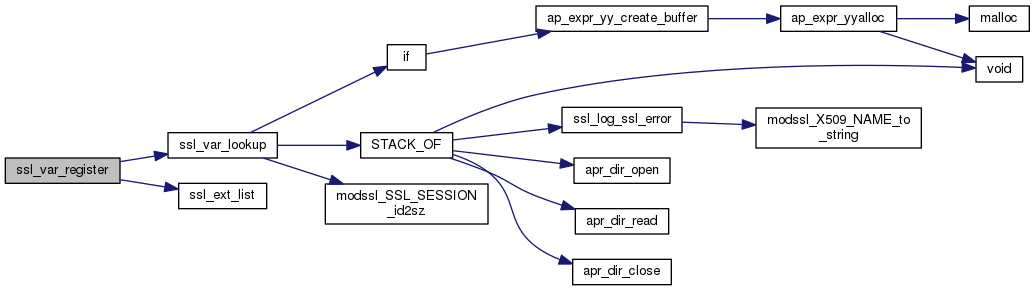 ssl_var_register
ssl_var_lookup
ssl_ext_list
if
STACK_OF
modssl_SSL_SESSION
_id2sz
ap_expr_yy_create_buffer
ssl_log_ssl_error
apr_dir_open
apr_dir_read
apr_dir_close
ap_expr_yyalloc
modssl_X509_NAME_to
_string
malloc
void